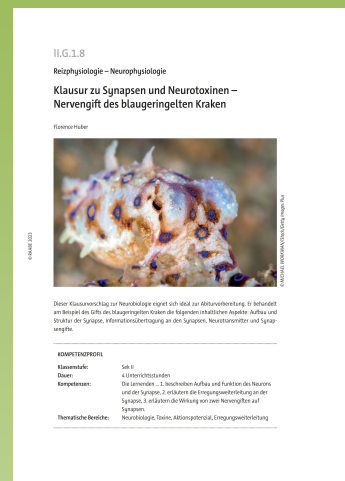 II.G.1.8
Reizphysiologie – Neurophysiologie
Klausur zu Synapsen und Neurotoxinen –
Nervengift des blaugeringelten Kraken
Florence Huber
© RAABE 2023
© MICHAEL WORKMAN/iStock/Getty Images Plus
Dieser Klausurvorschlag zur Neurobiologie eignet sich ideal zur Abiturvorbereitung. Er behandelt
am Beispiel des Gifts des blaugeringelten Kraken die folgenden inhaltlichen Aspekte: Aufbau und
Struktur der Synapse, Informationsübertragung an den Synapsen, Neurotransmitter und Synap-
sengifte.
KOMPETENZPROFIL
Klassenstufe: Sek II
Dauer: 4 Unterrichtsstunden
Kompetenzen: Die Lernenden ... 1. beschreiben Aufbau und Funktion des Neurons
und der Synapse, 2. erläutern die Erregungsweiterleitung an der
Synapse, 3. erläutern die Wirkung von zwei Nervengiften auf
Synapsen.
Thematische Bereiche: Neurobiologie, Toxine, Aktionspotenzial, Erregungsweiterleitung